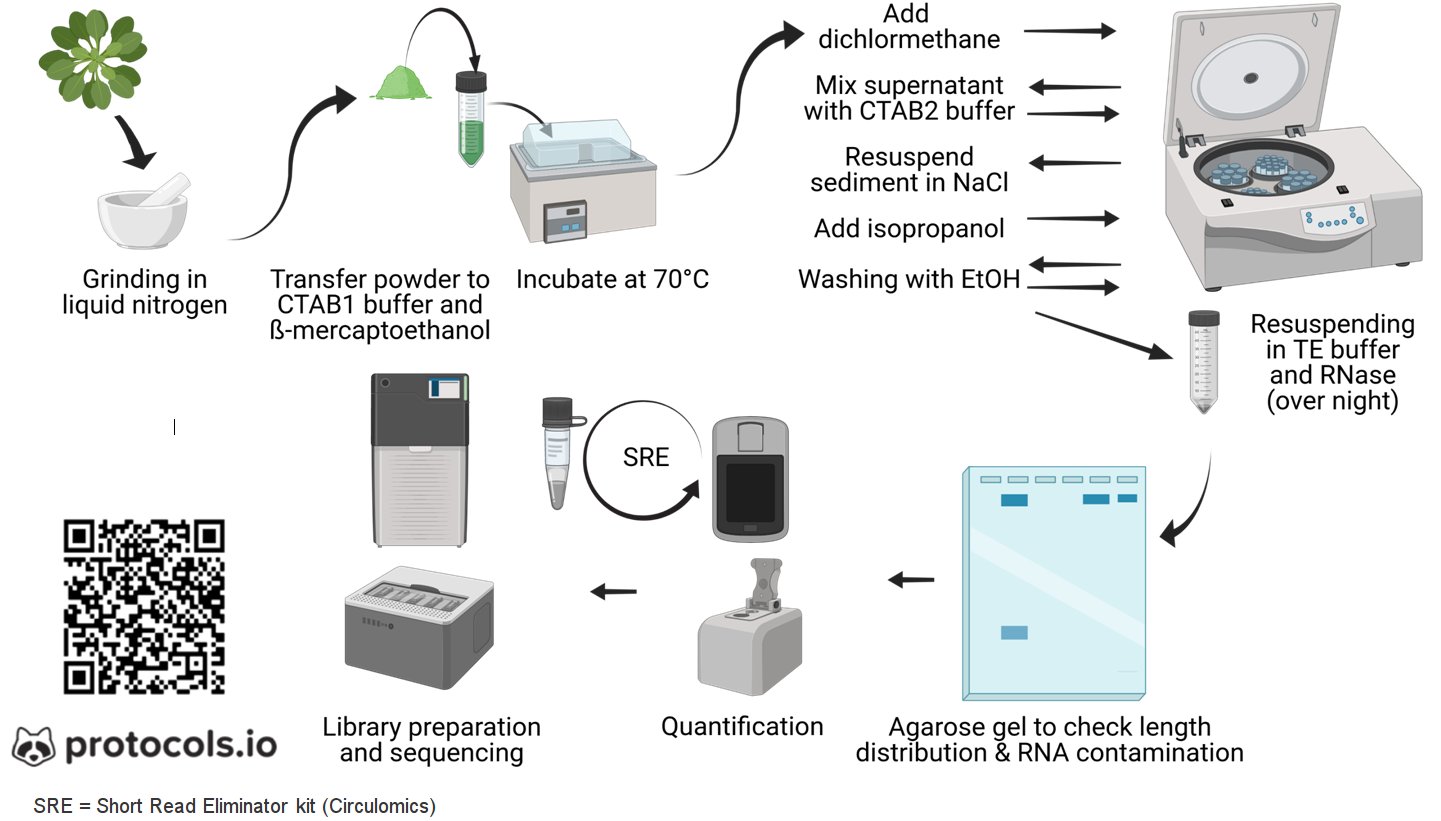 Add
dichlormethane
Mix supernatant
with CTAB2 buffer
Resuspend
sediment in NaCl
Add isopropanol
Washing with EtOH
Grinding in
liquid nitrogen
Transfer powder to
CTAB1 buffer and
ß-mercaptoethanol
Incubate at 70°C
Resuspending
in TE buffer
and RNase
(over night)
SRE
Library preparation
and sequencing
Quantification
Agarose gel to check length
distribution & RNA contamination
protocols.io
SRE = Short Read Eliminator kit (Circulomics)